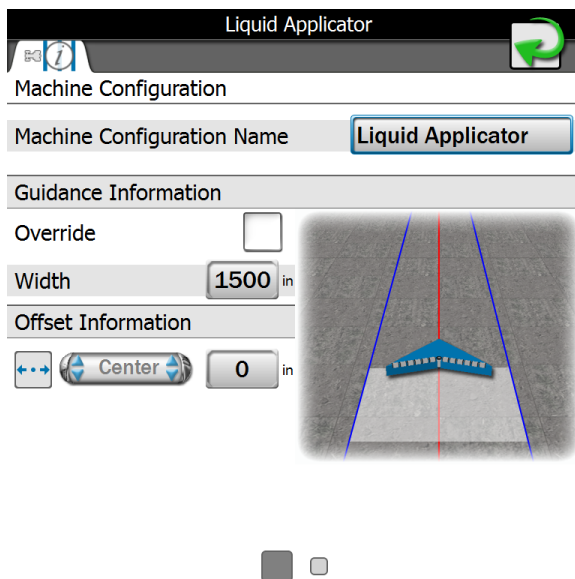 Liquid Applicator
i
Machine Configuration
Machine Configuration Name Liquid Applicator
Guidance Information
Override
Width 1500 in
Offset Information
Center 0 in